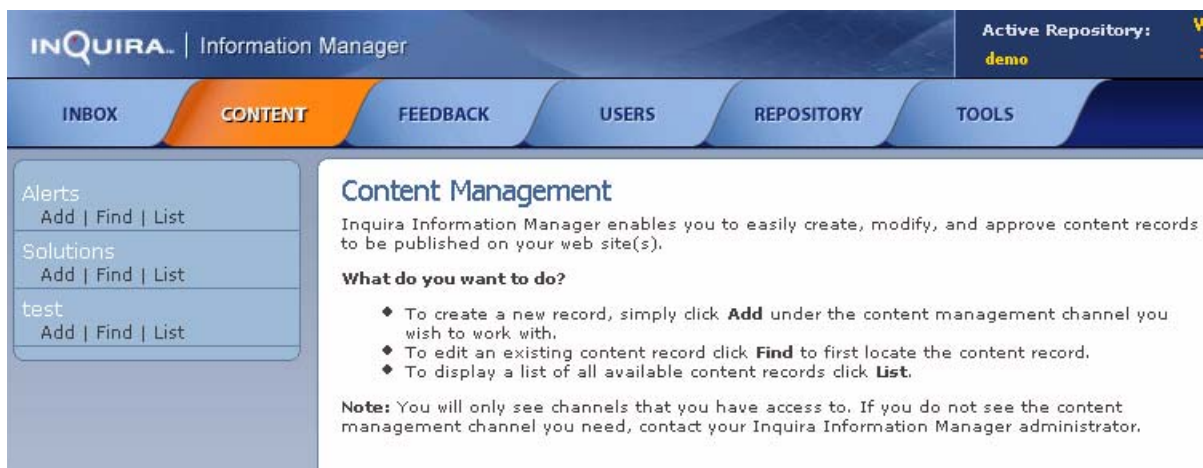 INQUIRA™ | Information Manager
Active Repository:
demo
INBOX
CONTENT
FEEDBACK
USERS
REPOSITORY
TOOLS
Alerts
Add | Find | List
Solutions
Add | Find | List
test
Add | Find | List
Content Management
Inquira Information Manager enables you to easily create, modify, and approve content records
to be published on your web site(s).
What do you want to do?
To create a new record, simply click Add under the content management channel you
wish to work with.
To edit an existing content record click Find to first locate the content record.
To display a list of all available content records click List.
Note: You will only see channels that you have access to. If you do not see the content
management channel you need, contact your Inquira Information Manager administrator.